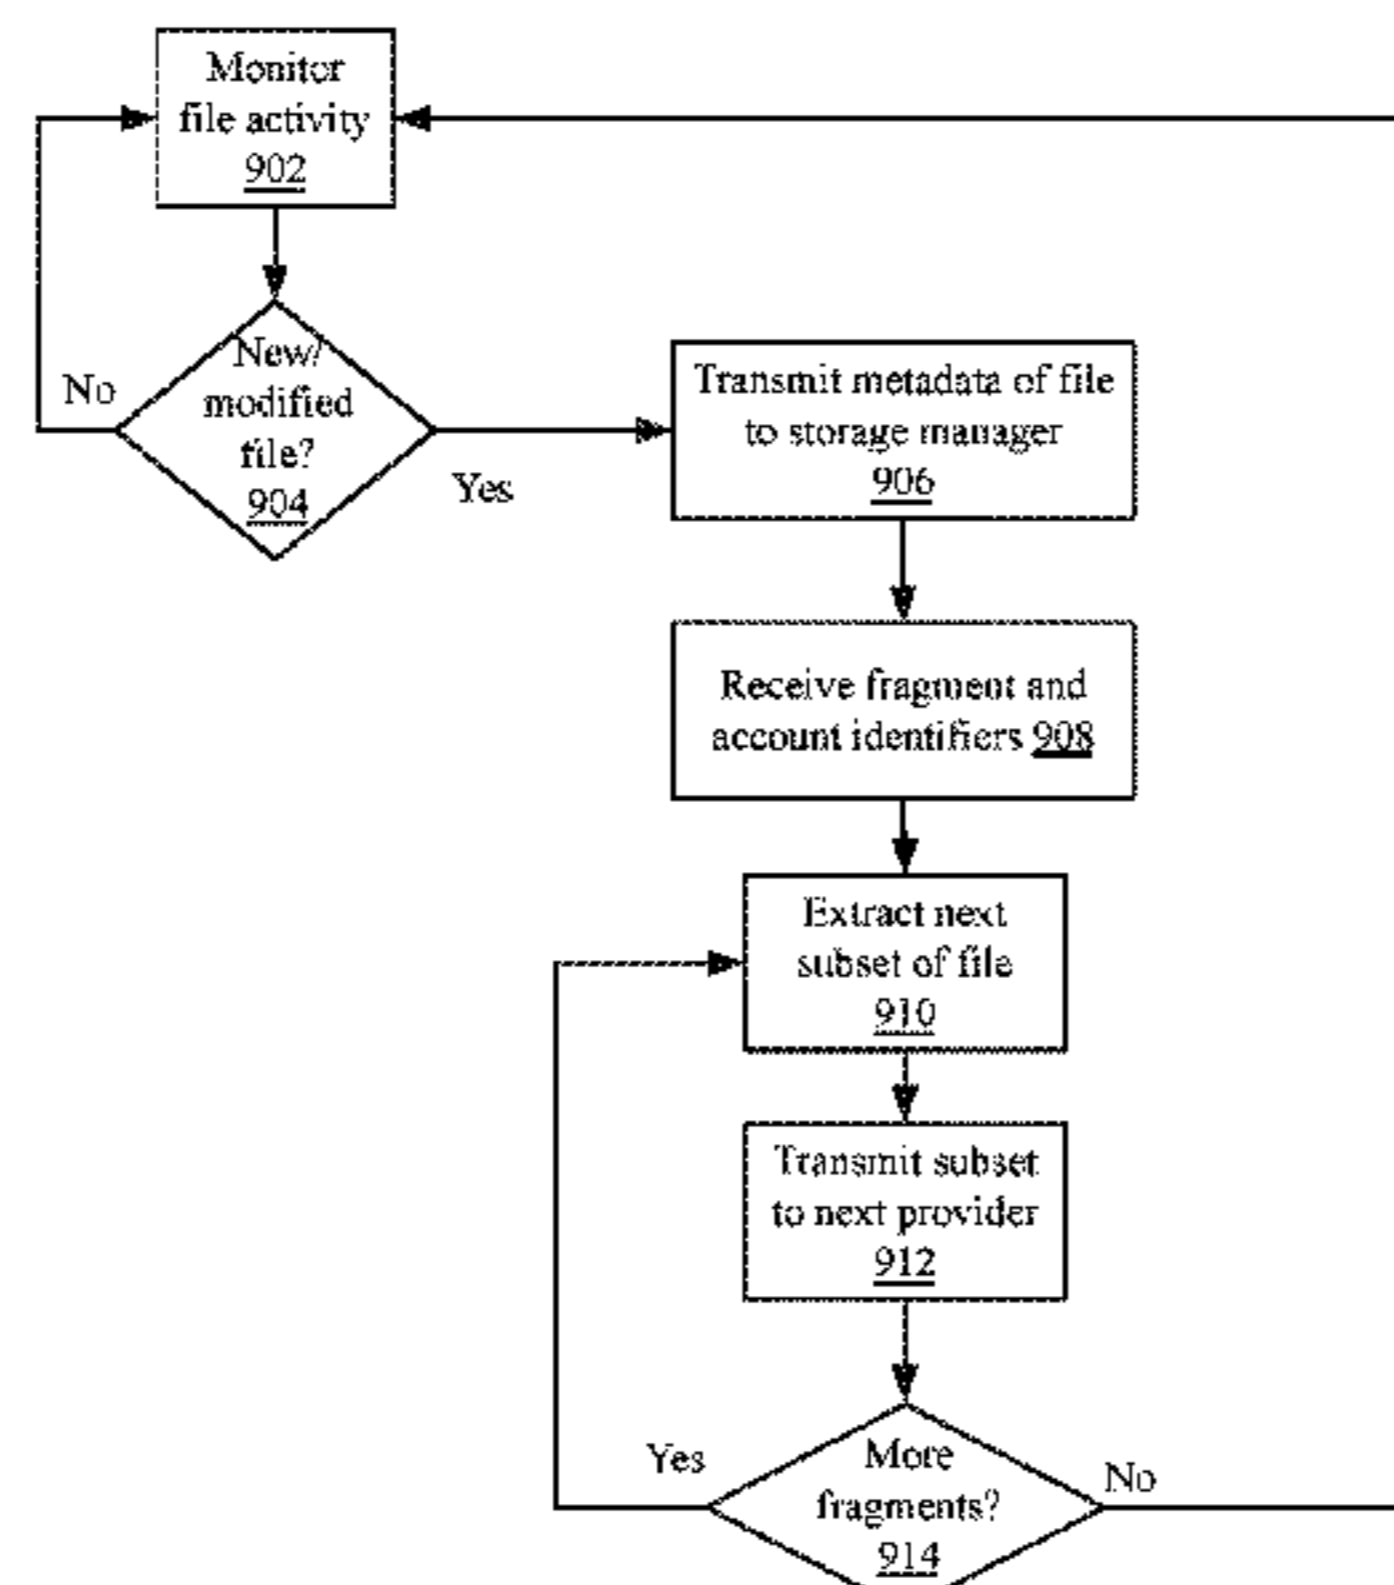 Monitor
file activity
902
New/
modified
file?
904
No
Yes
Transmit metadata of file
to storage manager
906
Receive fragment and
account identifiers 908
Extract next
subset of file
910
Transmit subset
to next provider
912
More
fragments?
914
Yes
No